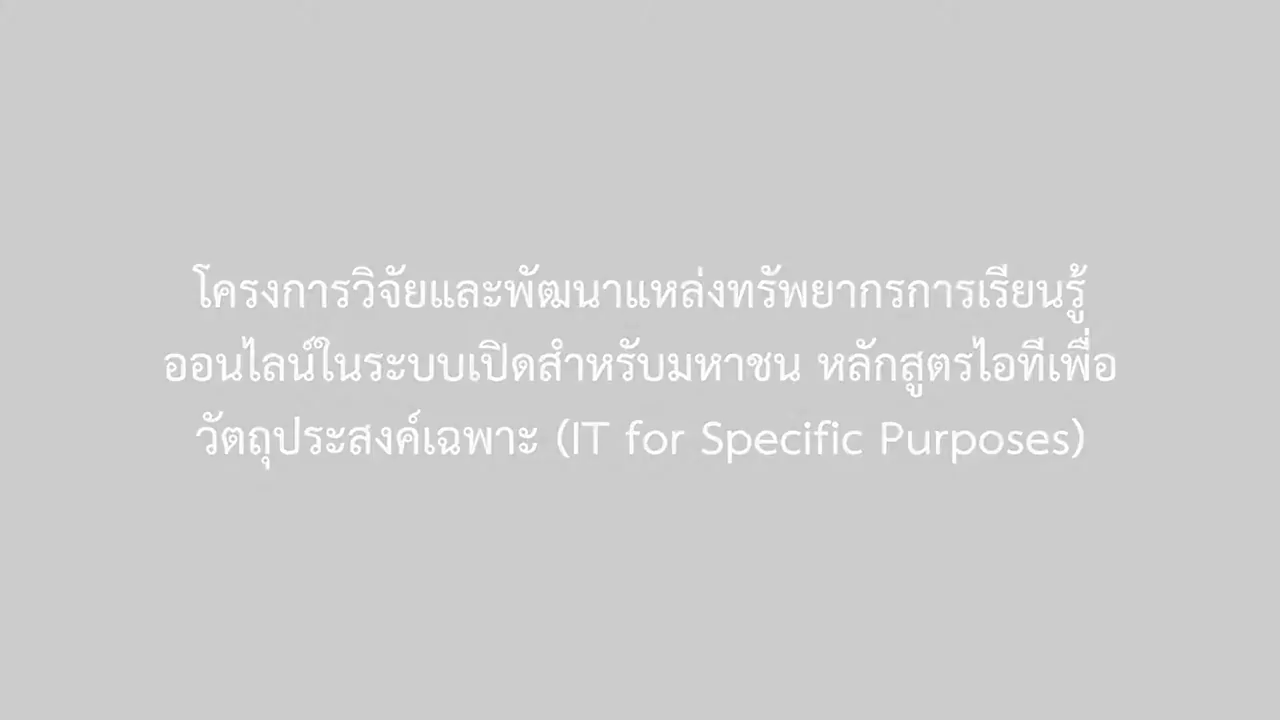 โครงการวิจัยและพัฒนาแหล่งทรัพยากรการเรียนรู้
ออนไลน์ในระบบเปิดสำหรับมหาชน หลักสูตรไอทีเพื่อ
วัตถุประสงค์เฉพาะ (IT for Specific Purposes)